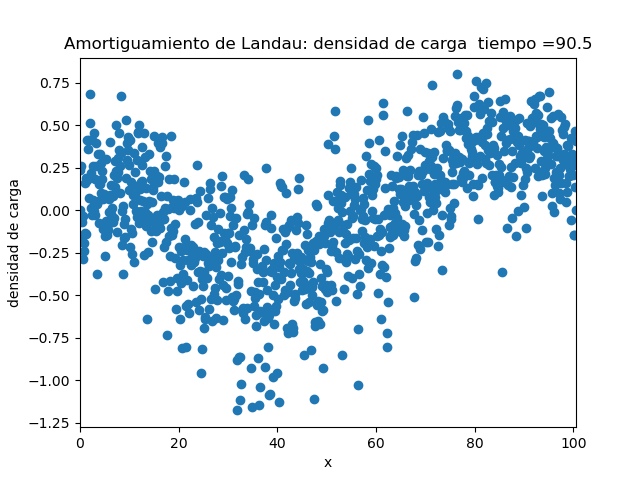 Amortiguamiento de Landau: densidad de carga  tiempo =90.5
densidad de carga
0.75
0.50
0.25
0.00
−0.25
−0.50
−0.75
−1.00
−1.25
0 20 40 60 80 100
x